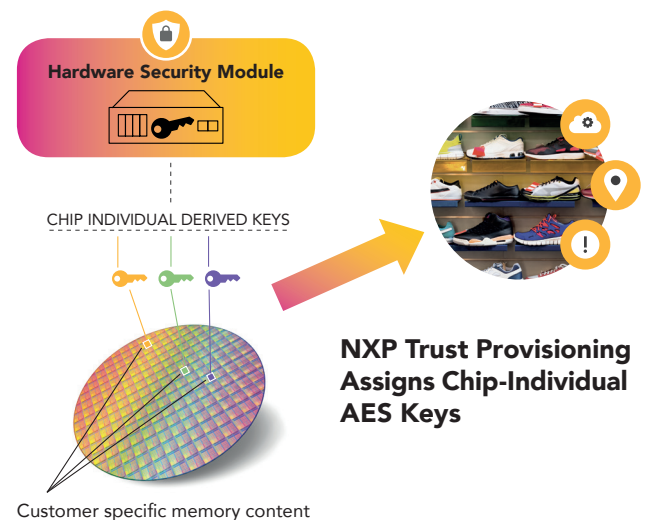 Hardware Security Module
CHIP INDIVIDUAL DERIVED KEYS
NXP Trust Provisioning
Assigns Chip-Individual
AES Keys
Customer specific memory content